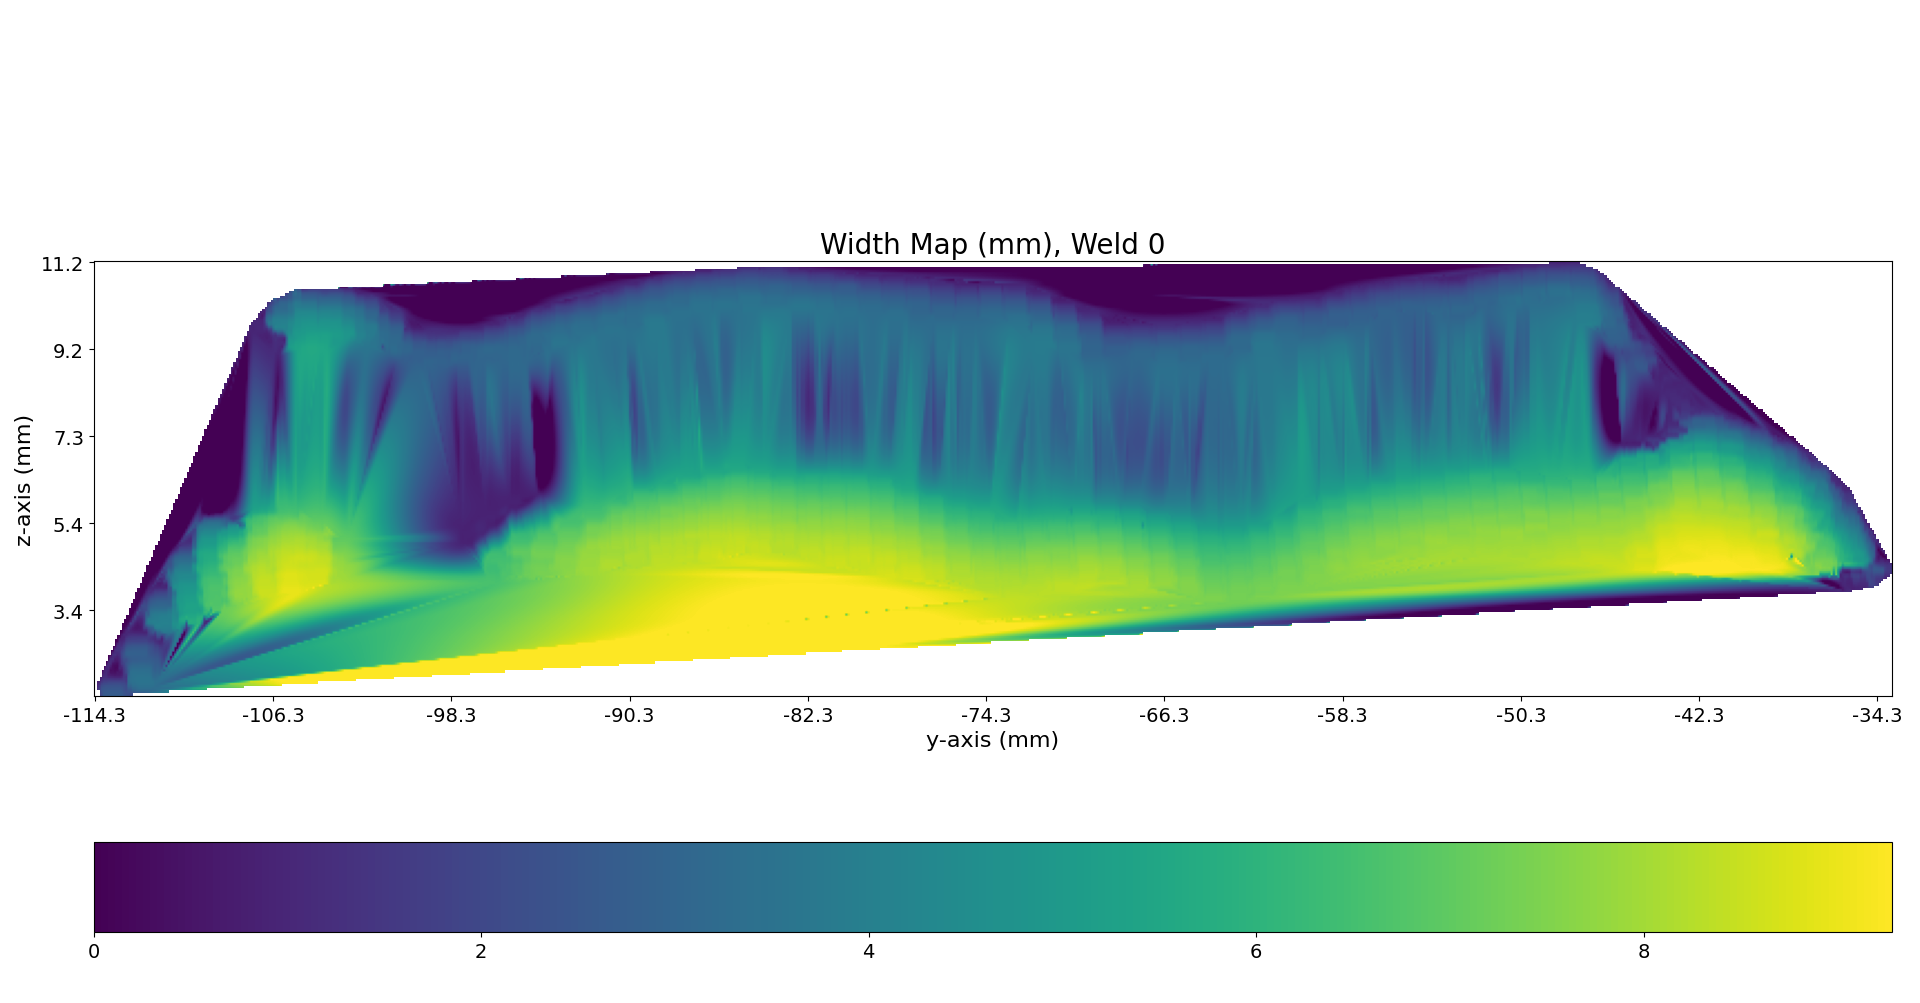 Width Map (mm), Weld 0
11.2
9.2
7.3
5.4
3.4
z-axis (mm)
-114.3 -106.3 -98.3 -90.3 -82.3 -74.3 -66.3 -58.3 -50.3 -42.3 -34.3
y-axis (mm)
0 2 4 6 8